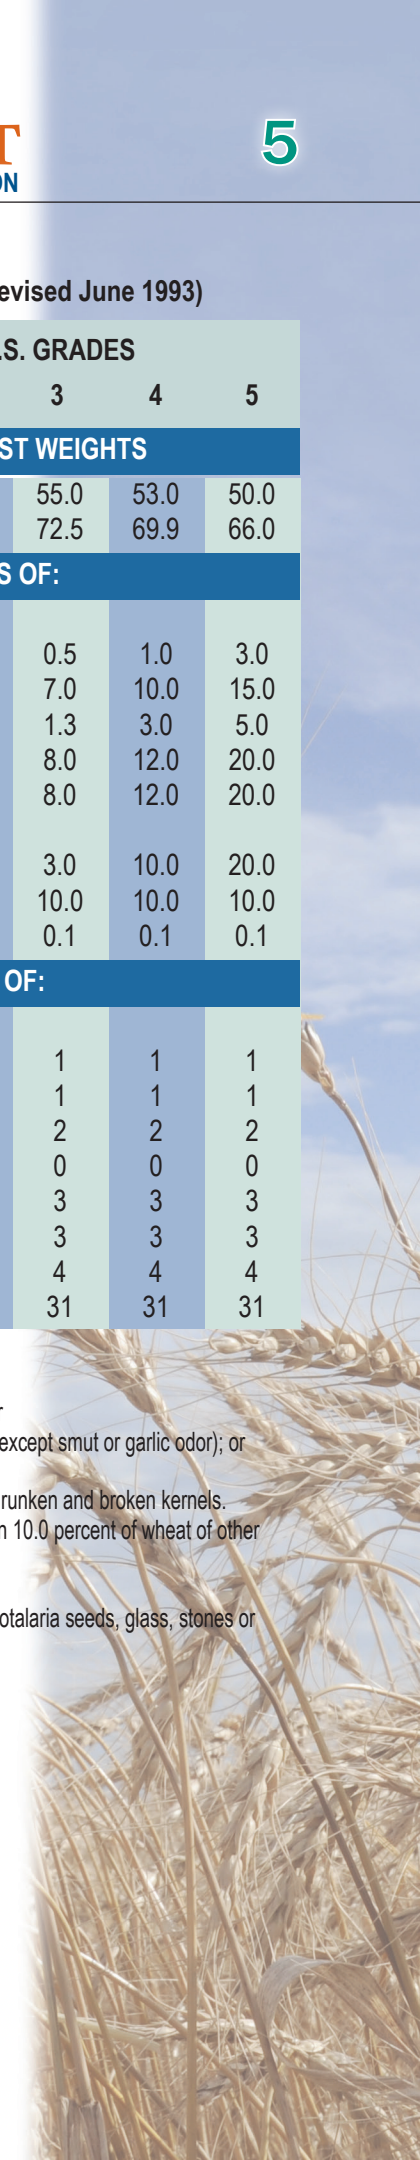 T
5
ON
evised June 1993)
.S. GRADES
3 4 5
ST WEIGHTS
55.0 53.0 50.0
72.5 69.9 66.0
S OF:
0.5 1.0 3.0
7.0 10.0 15.0
1.3 3.0 5.0
8.0 12.0 20.0
8.0 12.0 20.0
3.0 10.0 20.0
10.0 10.0 10.0
0.1 0.1 0.1
OF:
1 1 1
1 1 1
2 2 2
0 0 0
3 3 3
3 3 3
4 4 4
31 31 31
r
except smut or garlic odor); or
runken and broken kernels.
n 10.0 percent of wheat of other
otalaria seeds, glass, stones or